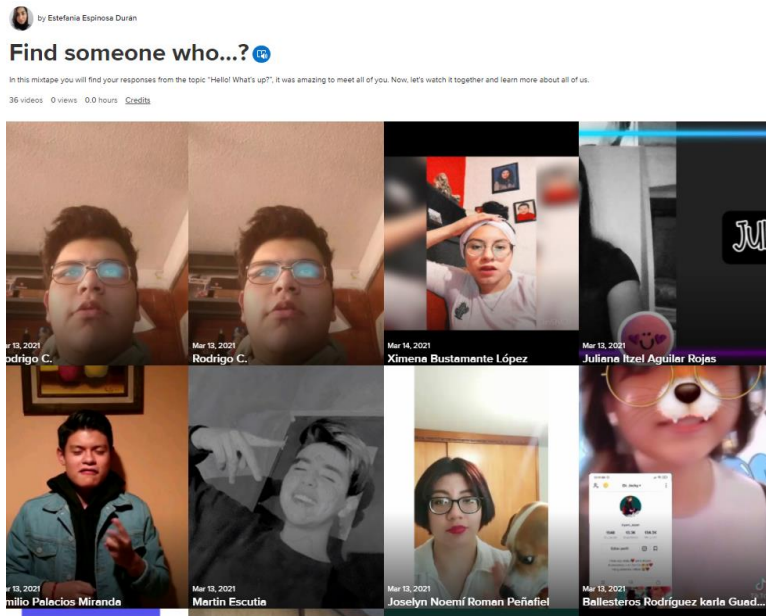 by Estefania Espinosa Durán
Find someone who...?
In this mixtape you will find your responses from the topic "Hello! What's up?", it was amazing to meet all of you. Now, let's watch it together and learn more about all of us.
36 videos 0 views 0.0 hours Credits
r 13, 2021
odrigo C.
Mar 13, 2021
Rodrigo C.
Mar 14, 2021
Ximena Bustamante López
JUL
Mar 13, 2021
Juliana Itzel Aguilar Rojas
r 13, 2021
milio Palacios Miranda
Mar 13, 2021
Martin Escutia
Mar 13, 2021
Joselyn Noemí Roman Peñafiel
Mar 13, 2021
Ballesteros Rodríguez karla Guad...